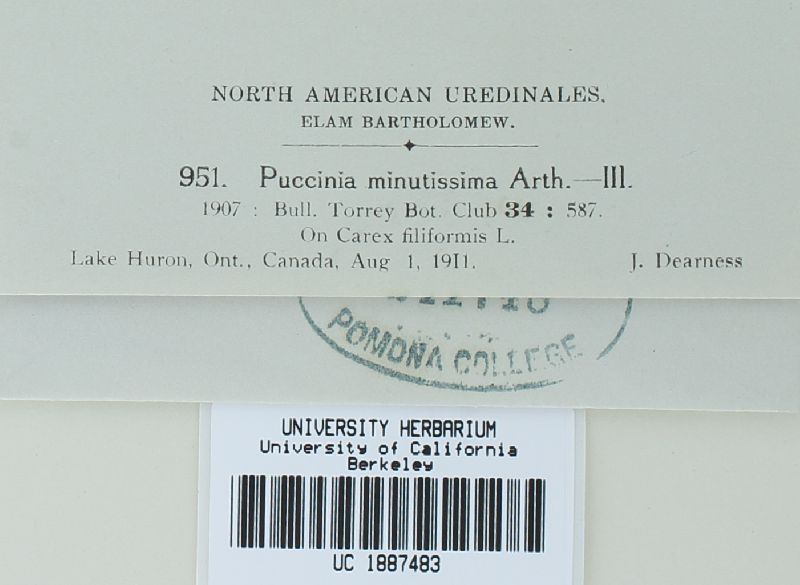 NORTH AMERICAN UREDINALES.
ELAM BARTHOLOMEW.
951. Puccinia minutissima Arth.—III.
1907 : Bull. Torrey Bot. Club 34 : 587.
On Carex filiformis L.
Lake Huron, Ont., Canada, Aug 1, 1911. J. Dearness
POMONA COLLEGE
UNIVERSITY HERBARIUM
University of California
Berkeley
UC 1887483